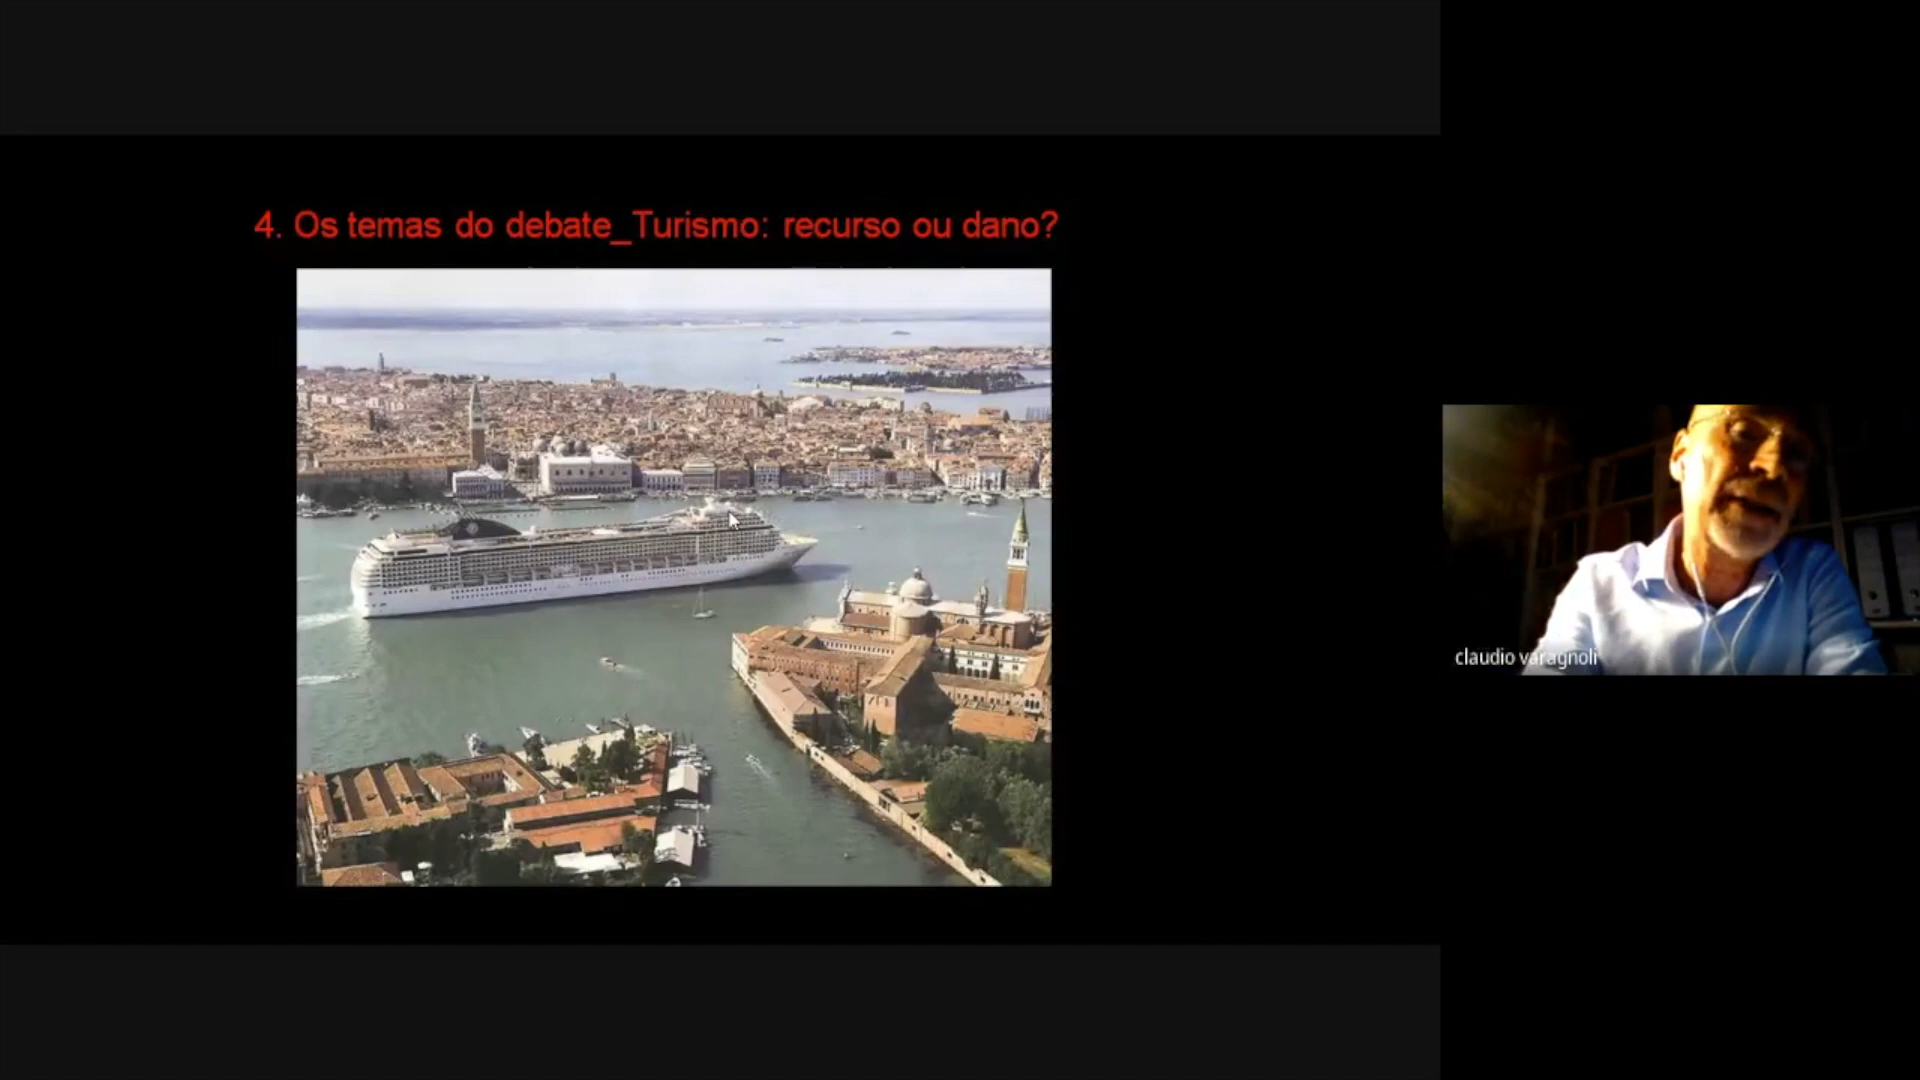 4. Os temas do debate_Turismo: recurso ou dano?
claudio varagnoli